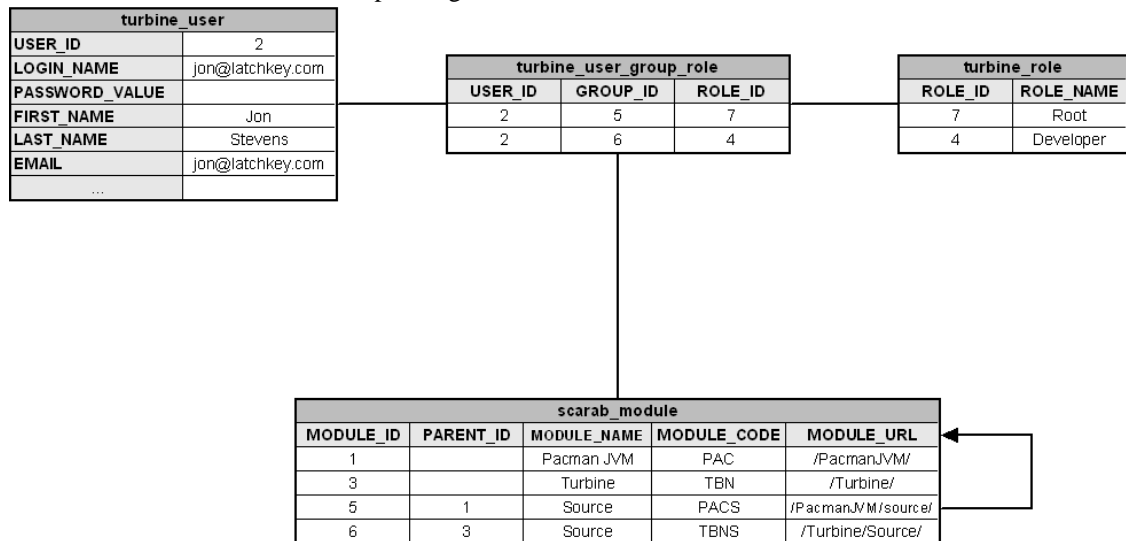 turbine_user
USER_ID 2
LOGIN_NAME jon@latchkey.com
PASSWORD_VALUE
FIRST_NAME Jon
LAST_NAME Stevens
EMAIL jon@latchkey.com
...
turbine_user_group_role
USER_ID GROUP_ID ROLE_ID
2 5 7
2 6 4
turbine_role
ROLE_ID ROLE_NAME
7 Root
4 Developer
scarab_module
MODULE_ID PARENT_ID MODULE_NAME MODULE_CODE MODULE_URL
1 Pacman JVM PAC /PacmanJVM/
3 Turbine TBN /Turbine/
5 1 Source PACS /PacmanJVM/source/
6 3 Source TBNS /Turbine/Source/